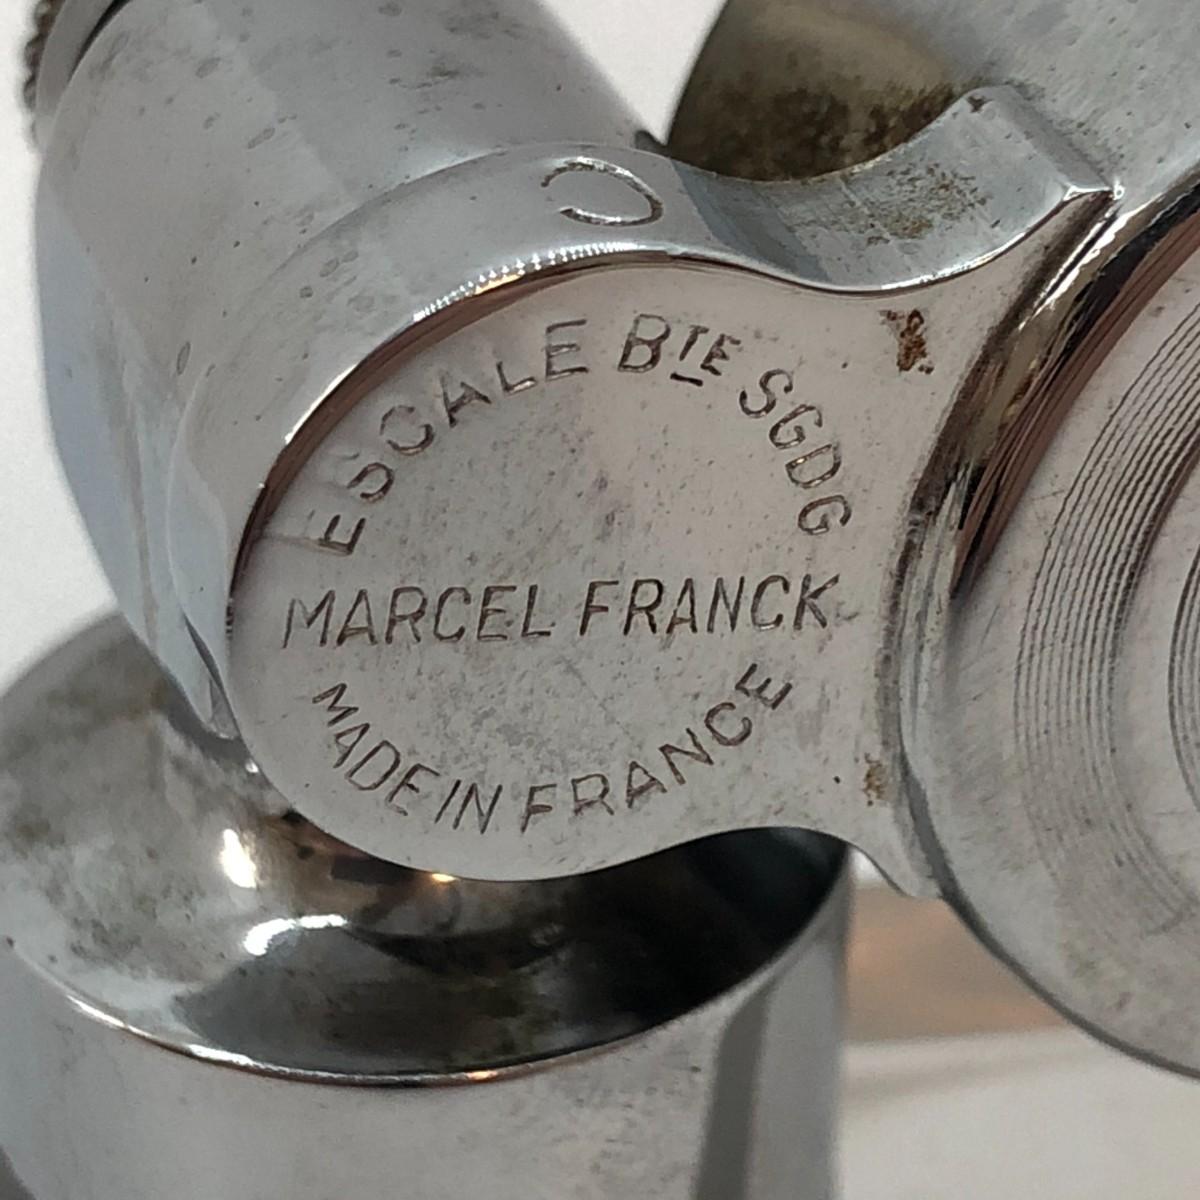 ESCALE BTE SGDG
MARCEL FRANCK
MADE IN FRANCE